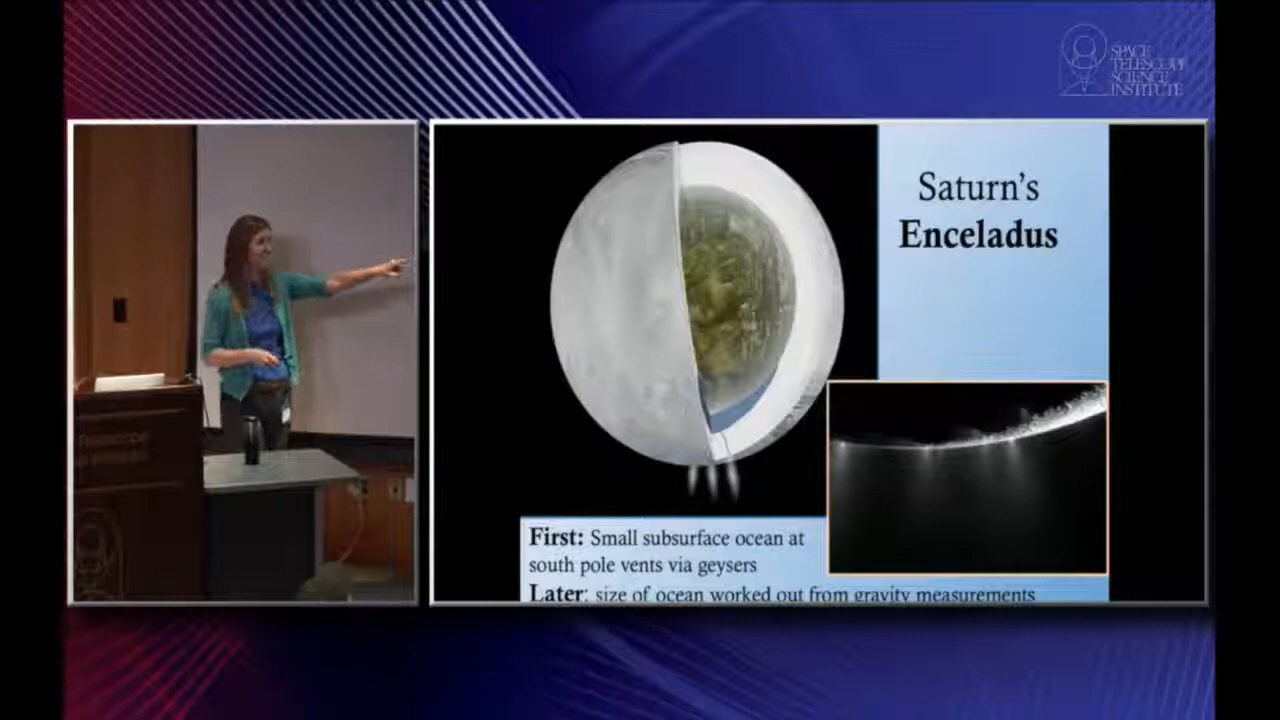 SPACE
TELESCOPE
SCIENCE
INSTITUTE
Saturn's
Enceladus
First: Small subsurface ocean at
south pole vents via geysers
Later: size of ocean worked out from gravity measurements